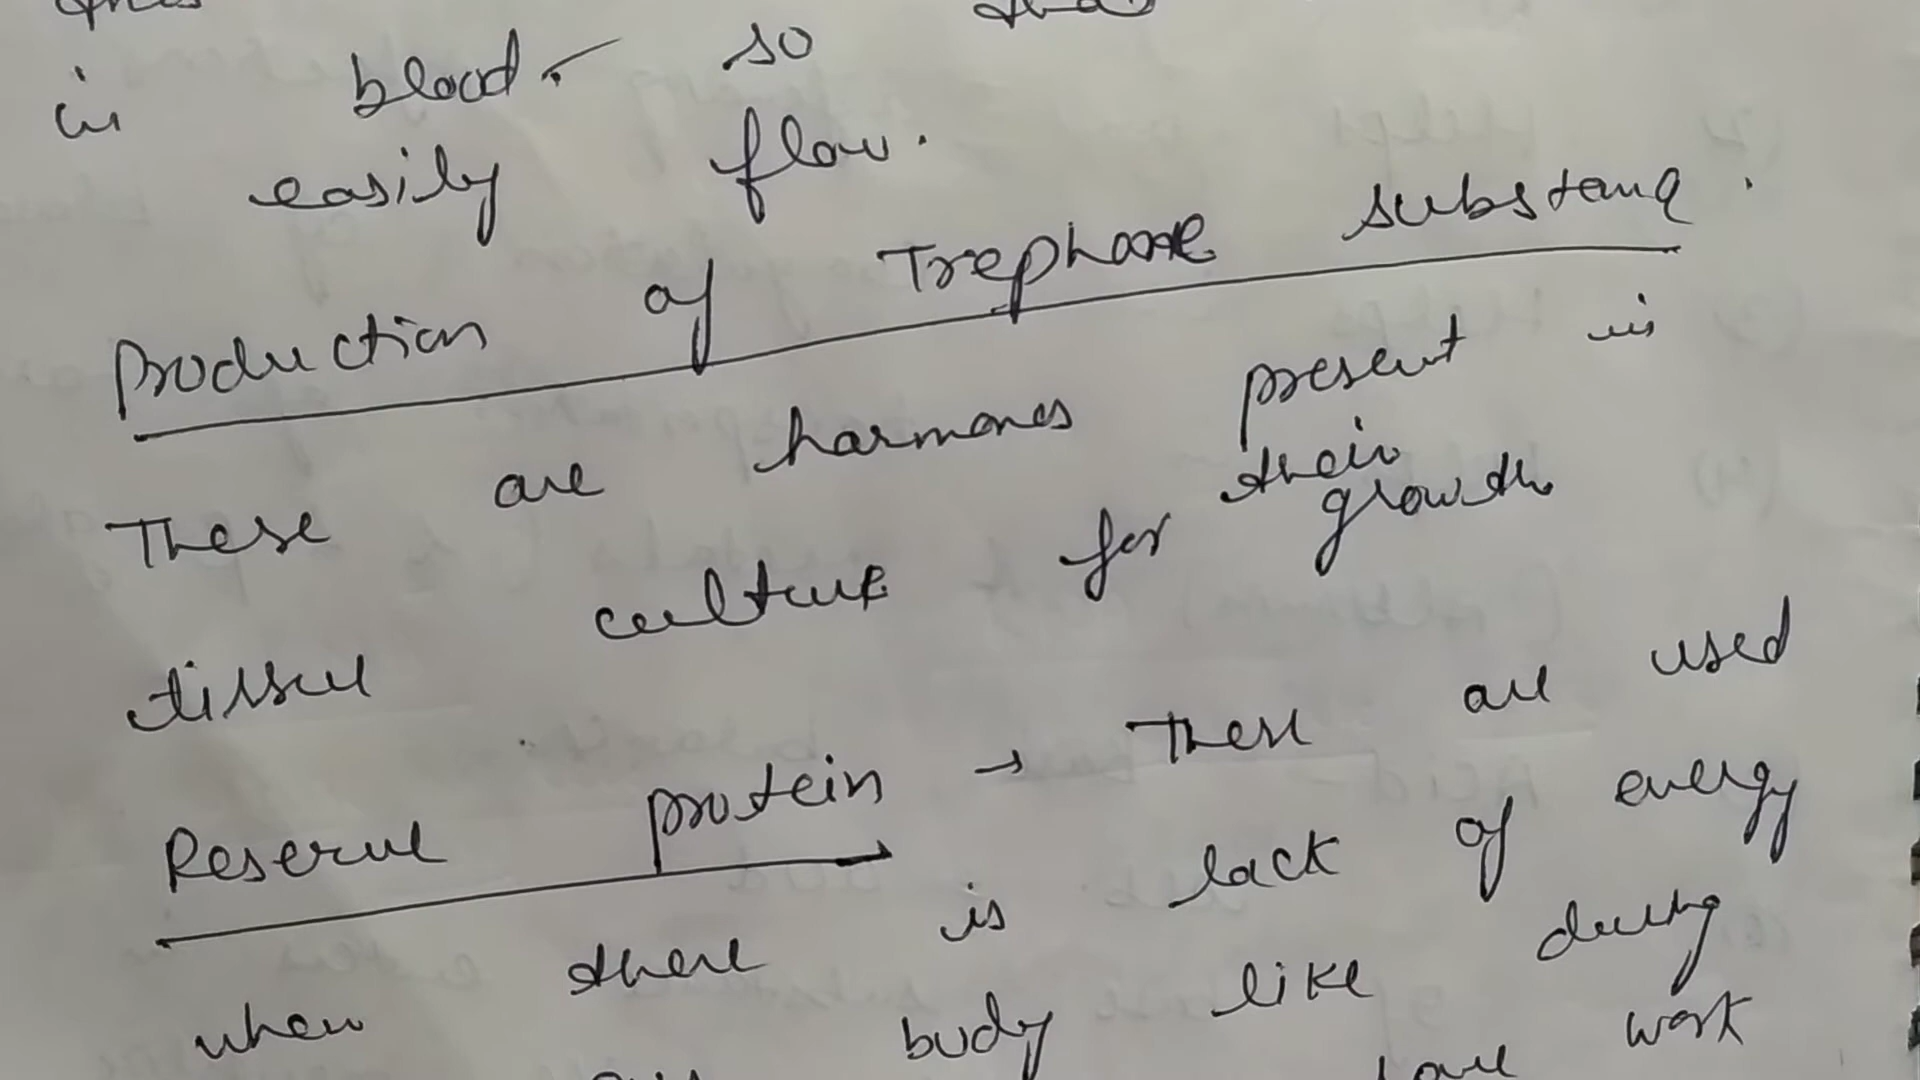 in blood. so
easily flow.
Production of Trephone substance.
These are harmones present in
tissue culture for their growth
Reserve protein → These are used
when there is lack of energy
body like during
work